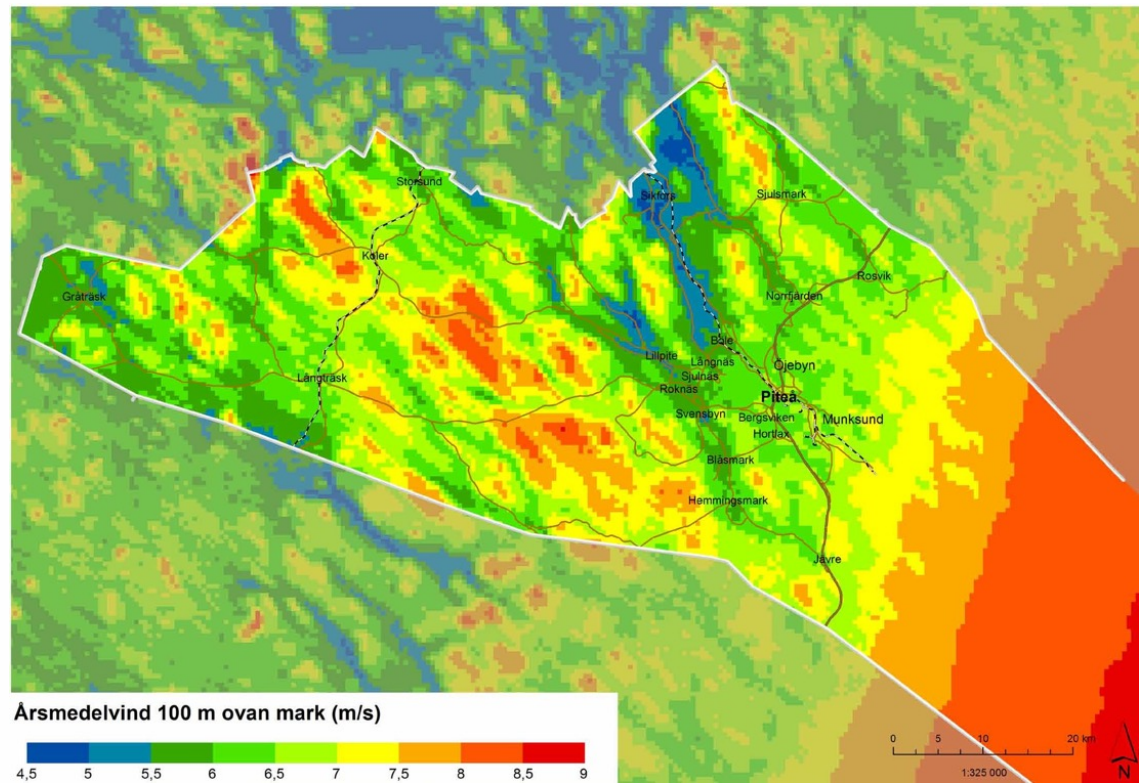 Storsund
Sikfors
Sjulsmark
Koler
Gråträsk
Rosvik
Norrfjärden
Böle
Lillpite
Långnäs
Öjebyn
Sjulnäs
Långträsk
Roknäs
Piteå
Svensbyn
Bergsviken
Munksund
Hortlax
Blåsmark
Hemmingsmark
Jävre
Årsmedelvind 100 m ovan mark (m/s)
4,5 5 5,5 6 6,5 7 7,5 8 8,5 9
0 5 10 20 km
1:325 000
N